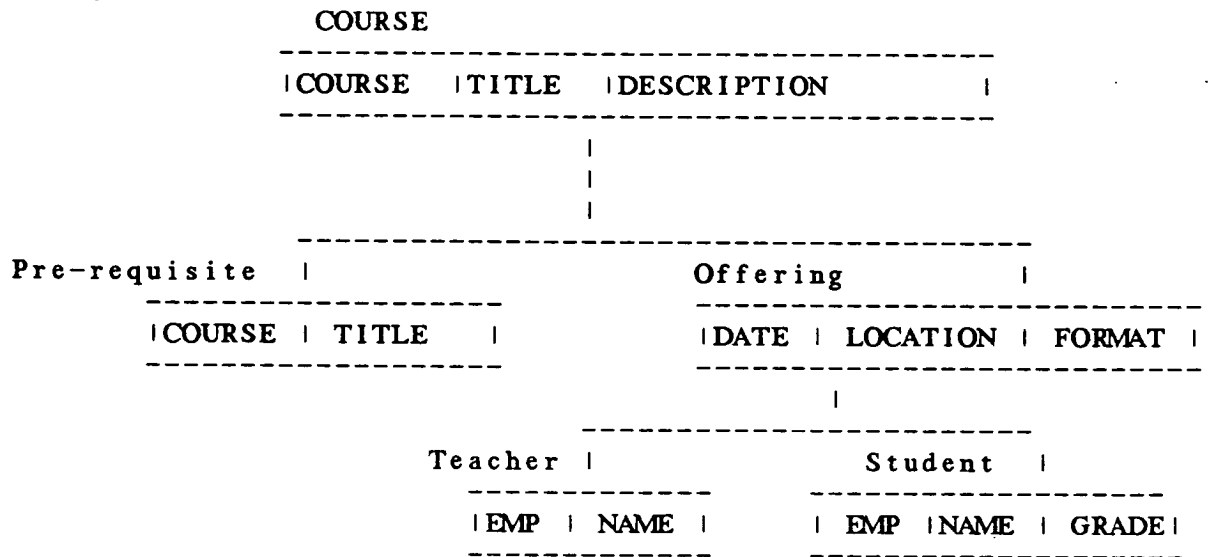 COURSE
COURSE TITLE DESCRIPTION
Pre-requisite Offering
COURSE TITLE DATE LOCATION FORMAT
Teacher Student
EMP NAME EMP NAME GRADE